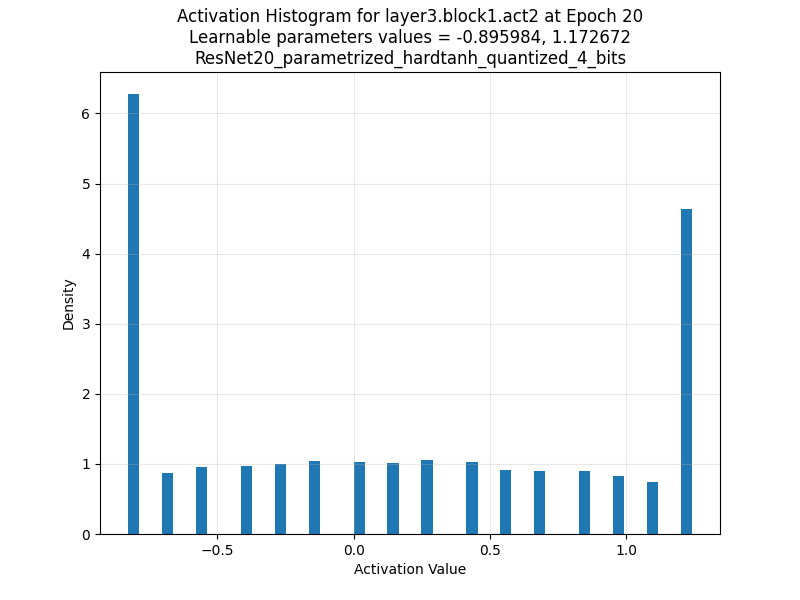 Activation Histogram for layer3.block1.act2 at Epoch 20
Learnable parameters values = -0.895984, 1.172672
ResNet20_parametrized_hardtanh_quantized_4_bits
6
5
4
3
2
1
0
Density
−0.5 0.0 0.5 1.0
Activation Value